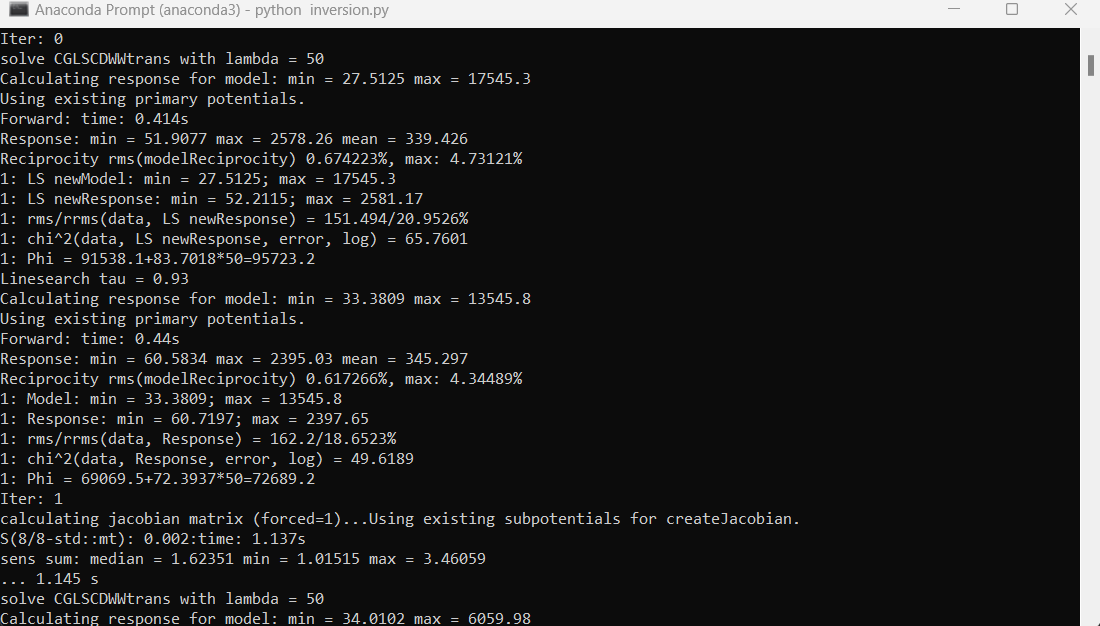 Anaconda Prompt (anaconda3) - python  inversion.py
Iter: 0
solve CGLSCDWWtrans with lambda = 50
Calculating response for model: min = 27.5125 max = 17545.3
Using existing primary potentials.
Forward: time: 0.414s
Response: min = 51.9077 max = 2578.26 mean = 339.426
Reciprocity rms(modelReciprocity) 0.674223%, max: 4.73121%
1: LS newModel: min = 27.5125; max = 17545.3
1: LS newResponse: min = 52.2115; max = 2581.17
1: rms/rrms(data, LS newResponse) = 151.494/20.9526%
1: chi^2(data, LS newResponse, error, log) = 65.7601
1: Phi = 91538.1+83.7018*50=95723.2
Linesearch tau = 0.93
Calculating response for model: min = 33.3809 max = 13545.8
Using existing primary potentials.
Forward: time: 0.44s
Response: min = 60.5834 max = 2395.03 mean = 345.297
Reciprocity rms(modelReciprocity) 0.617266%, max: 4.34489%
1: Model: min = 33.3809; max = 13545.8
1: Response: min = 60.7197; max = 2397.65
1: rms/rrms(data, Response) = 162.2/18.6523%
1: chi^2(data, Response, error, log) = 49.6189
1: Phi = 69069.5+72.3937*50=72689.2
Iter: 1
calculating jacobian matrix (forced=1)...Using existing subpotentials for createJacobian.
S(8/8-std::mt): 0.002:time: 1.137s
sens sum: median = 1.62351 min = 1.01515 max = 3.46059
... 1.145 s
solve CGLSCDWWtrans with lambda = 50
Calculating response for model: min = 34.0102 max = 6059.98